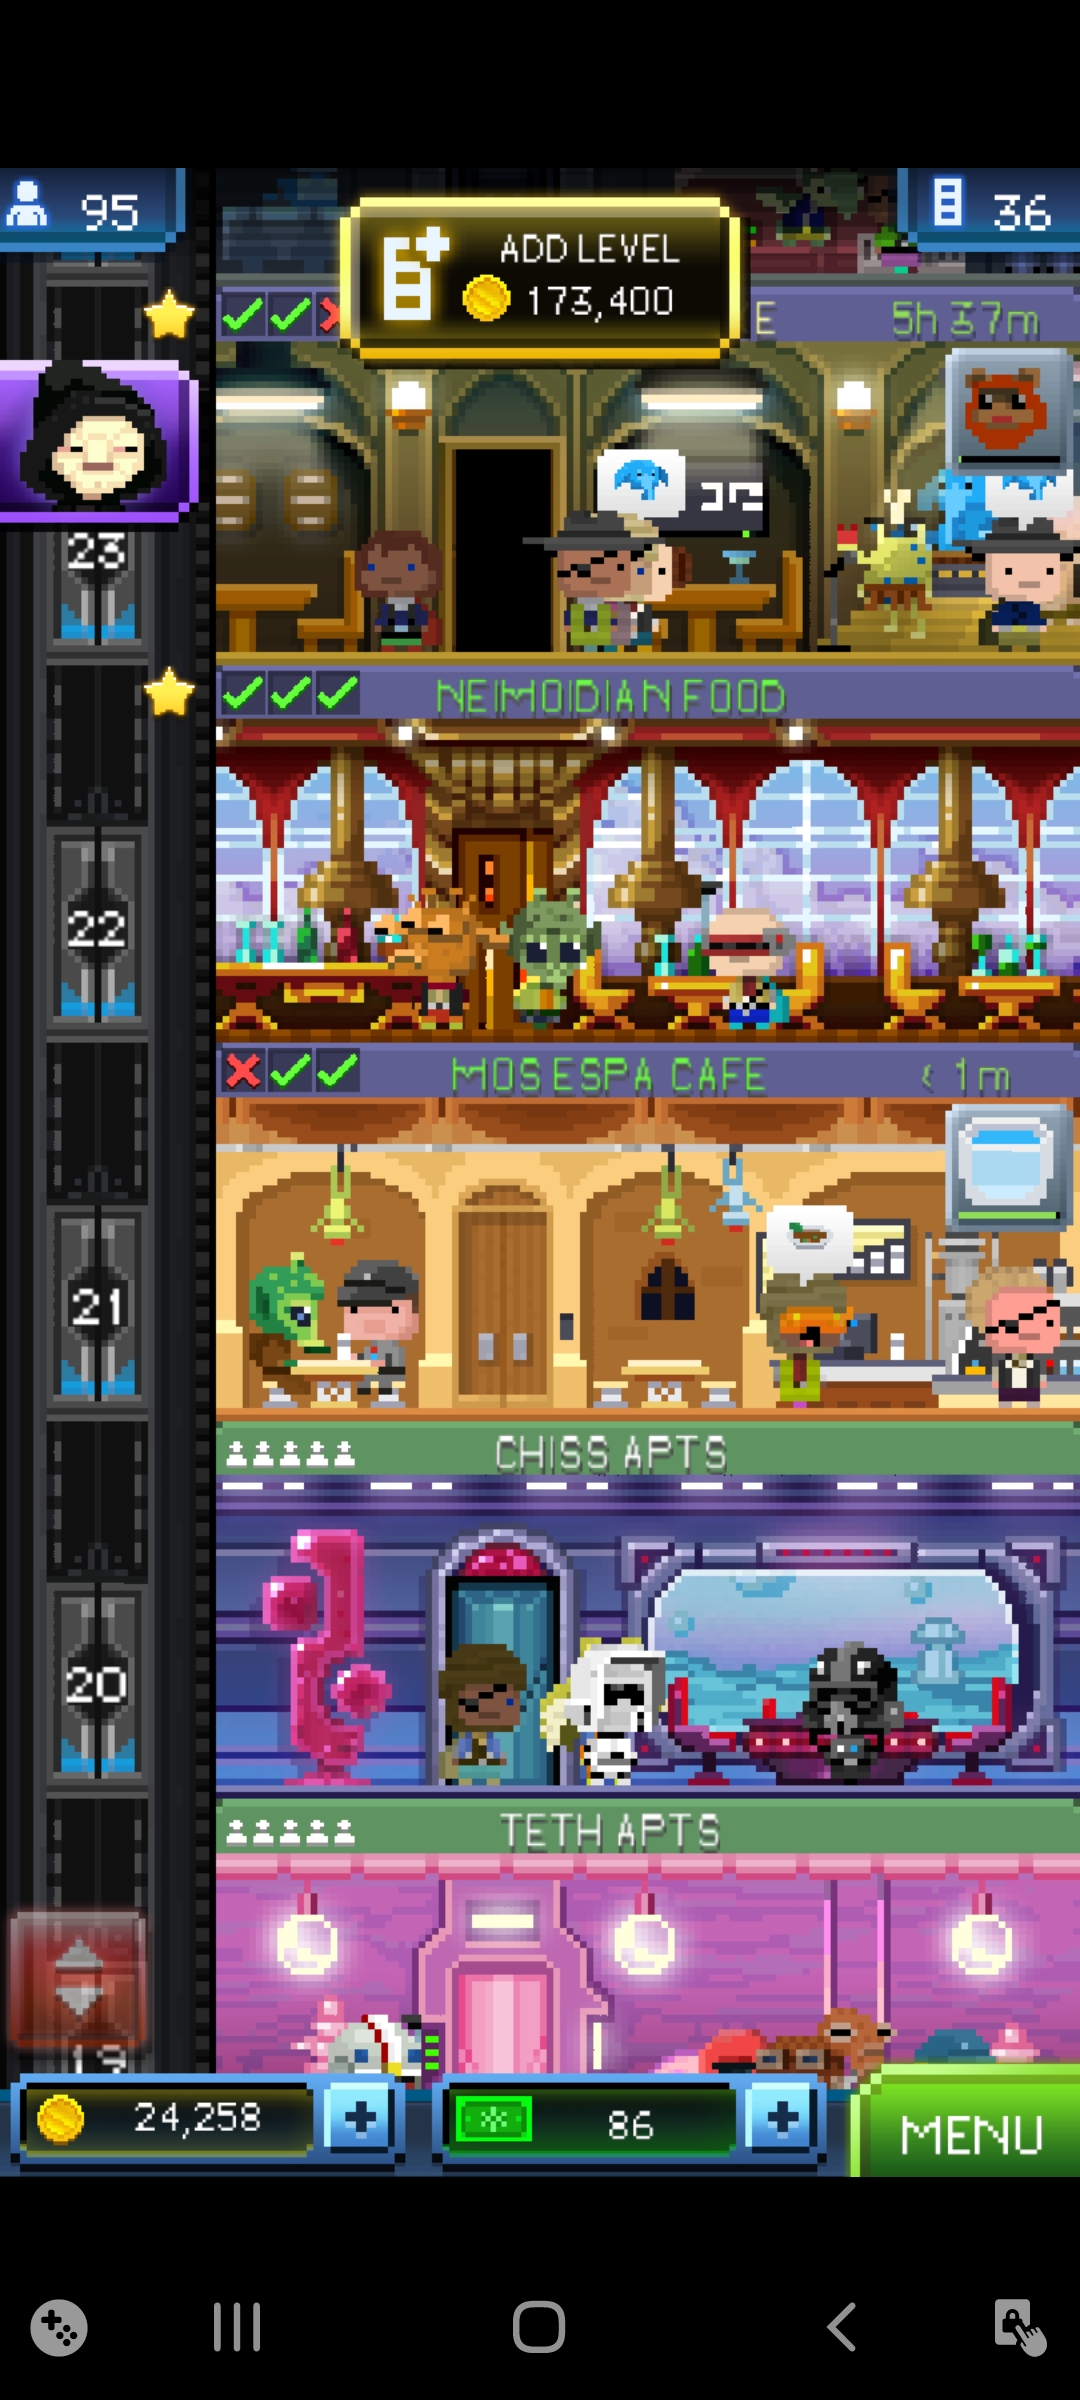 95
ADD LEVEL
173,400
36
E
5h 37m
23
NEIMOIDIAN FOOD
22
MOS ESPA CAFE
< 1m
21
CHISS APTS
20
TETH APTS
19
24,258
86
MENU